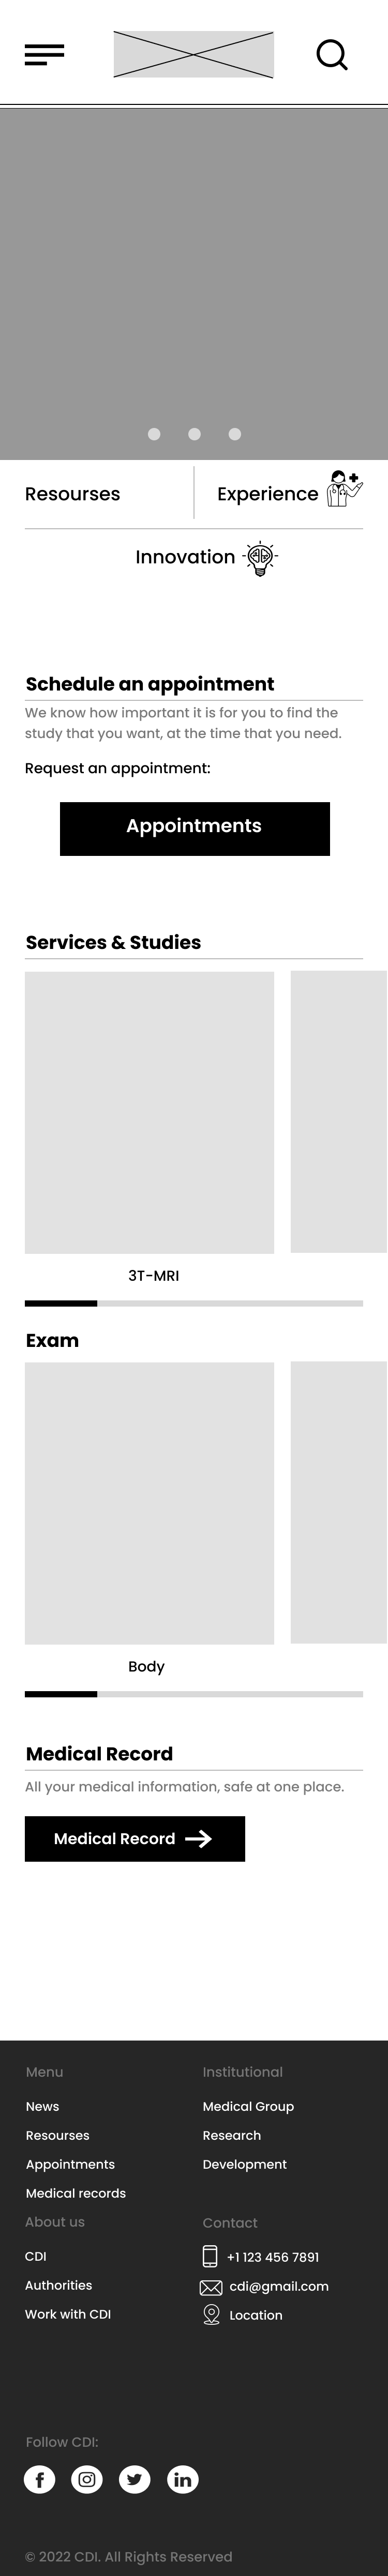 Resourses
Experience
Innovation
Schedule an appointment
We know how important it is for you to find the
study that you want, at the time that you need.
Request an appointment:
Appointments
Services & Studies
3T-MRI
Exam
Body
Medical Record
All your medical information, safe at one place.
Medical Record
Menu
News
Resourses
Appointments
Medical records
About us
CDI
Authorities
Work with CDI
Institutional
Medical Group
Research
Development
Contact
+1 123 456 7891
cdi@gmail.com
Location
Follow CDI:
© 2022 CDI. All Rights Reserved